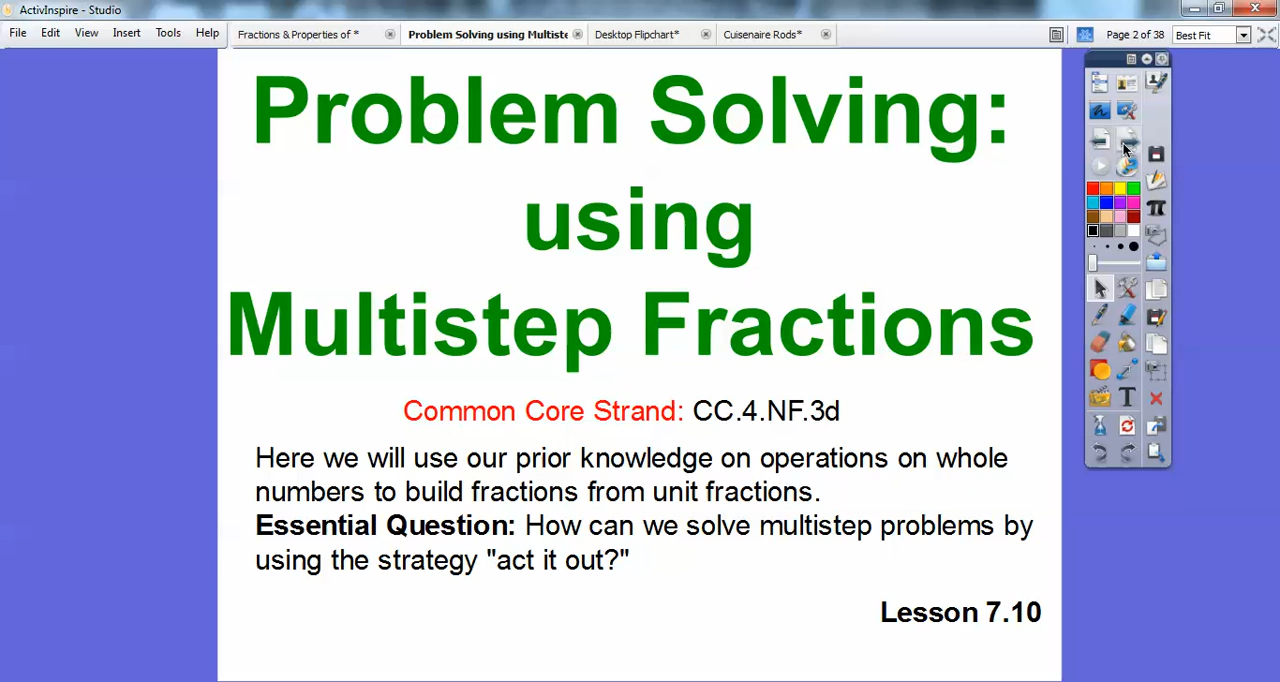 ActivInspire - Studio
File Edit View Insert Tools Help Fractions & Properties of * Problem Solving using Multiste Desktop Flipchart* Cuisenaire Rods* Page 2 of 38 Best Fit
Problem Solving:
using
Multistep Fractions
Common Core Strand: CC.4.NF.3d
Here we will use our prior knowledge on operations on whole
numbers to build fractions from unit fractions.
Essential Question: How can we solve multistep problems by
using the strategy "act it out?"
Lesson 7.10